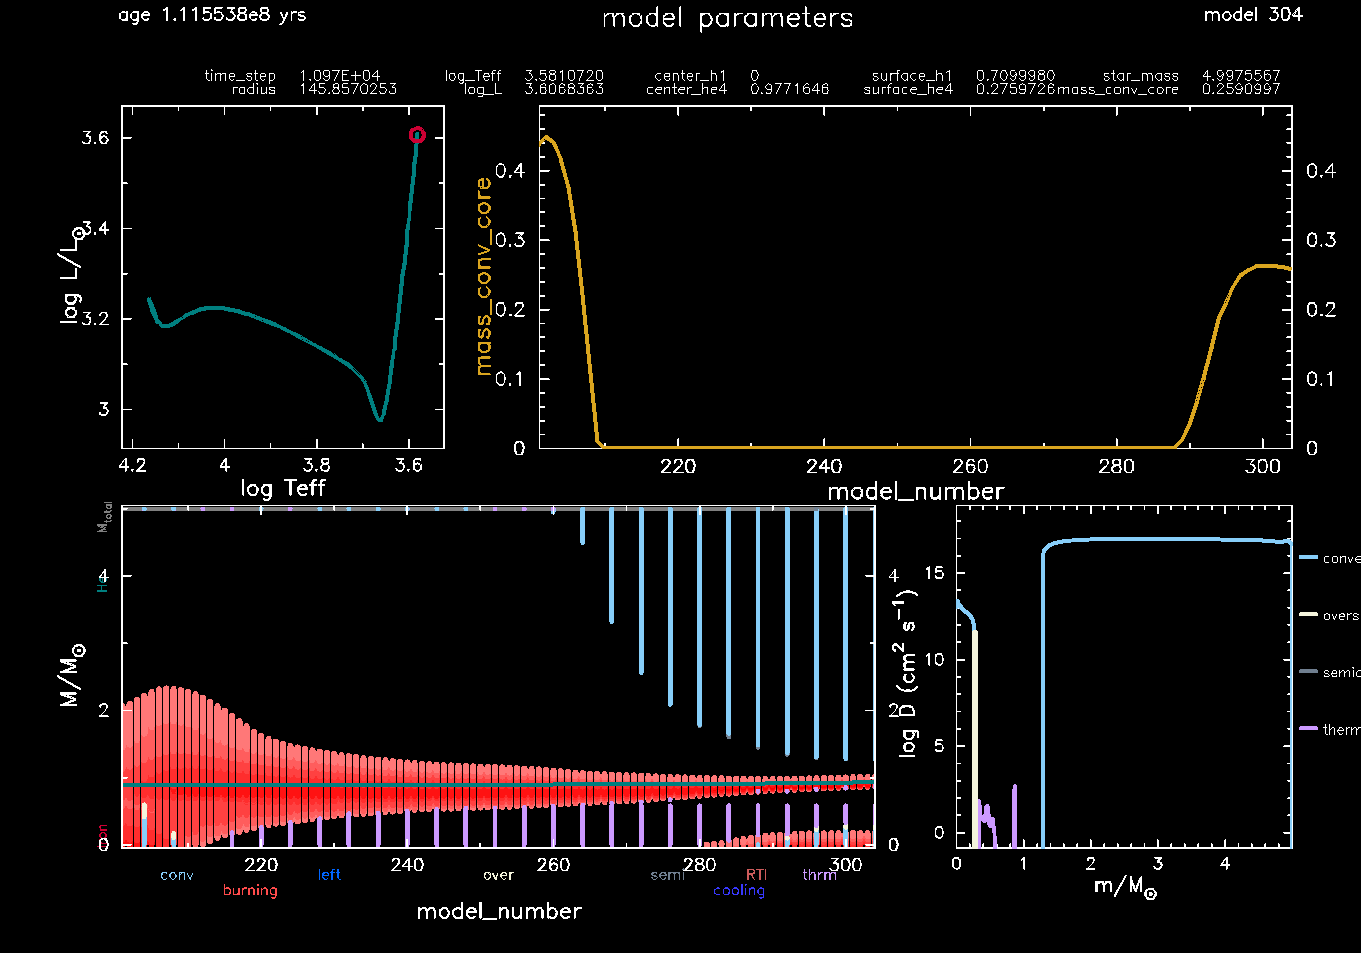 age 1.115538e8 yrs model parameters model 304
time_step 1.097E+04 log_Teff 3.5810720 center_h1 0 surface_h1 0.7099980 star_mass 4.9975567
radius 145.8570253 log_L 3.6068363 center_he4 0.9771646 surface_he4 0.2759726 mass_conv_core 0.2590997
log L/L⊙
3.6
3.4
3.2
3
4.2 4 3.8 3.6
log Teff
mass_conv_core
0.4 0.4
0.3 0.3
0.2 0.2
0.1 0.1
0 0
220 240 260 280 300
model_number
M/M⊙
Mtotal
He
4 4
2 2
0 0
220 240 260 280 300
conv left over semi RTI thrm
burning cooling
model_number
log D (cm² s⁻¹)
15
10
5
0
0 1 2 3 4
m/M⊙
conve
overs
semic
therm